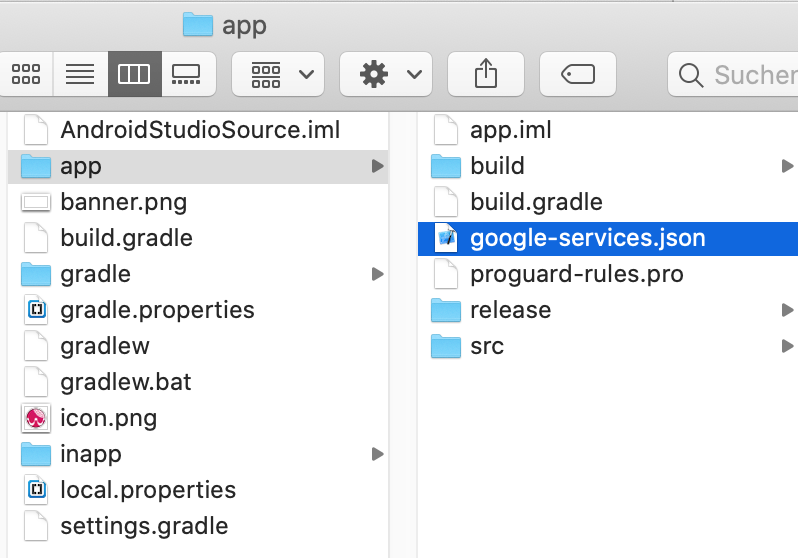 app
Suchen
AndroidStudioSource.iml
app
banner.png
build.gradle
gradle
gradle.properties
gradlew
gradlew.bat
icon.png
inapp
local.properties
settings.gradle
app.iml
build
build.gradle
google-services.json
proguard-rules.pro
release
src